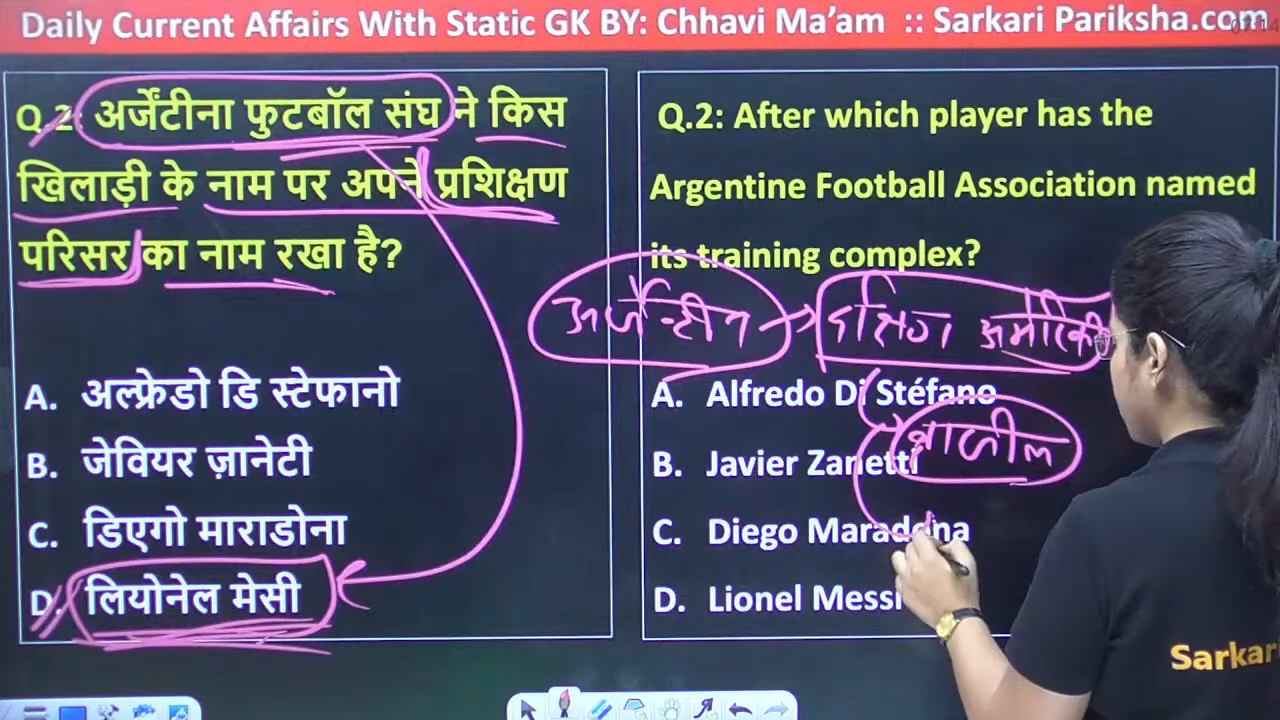 Daily Current Affairs With Static GK BY: Chhavi Ma’am :: Sarkari Pariksha.com
Q.2: अर्जेंटीना फुटबॉल संघ ने किस
खिलाड़ी के नाम पर अपने प्रशिक्षण
परिसर का नाम रखा है?
A. अल्फ्रेडो डि स्टेफानो
B. जेवियर ज़ानेटी
C. डिएगो माराडोना
D. लियोनेल मेसी
Q.2: After which player has the
Argentine Football Association named
its training complex?
अर्जेन्टीन
दक्षिण अमेरिकी
A. Alfredo Di Stéfano
ब्राजील
B. Javier Zanetti
C. Diego Maradona
D. Lionel Messi
Sarkari